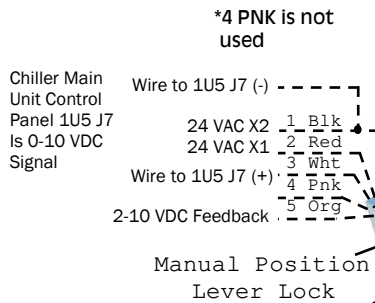 *4 PNK is not
used
Chiller Main
Unit Control
Panel 1U5 J7
Is 0-10 VDC
Signal
Wire to 1U5 J7 (-)
24 VAC X2 1 Blk
24 VAC X1 2 Red
3 Wht
Wire to 1U5 J7 (+)
4 Pnk
2-10 VDC Feedback 5 Org
Manual Position
Lever Lock